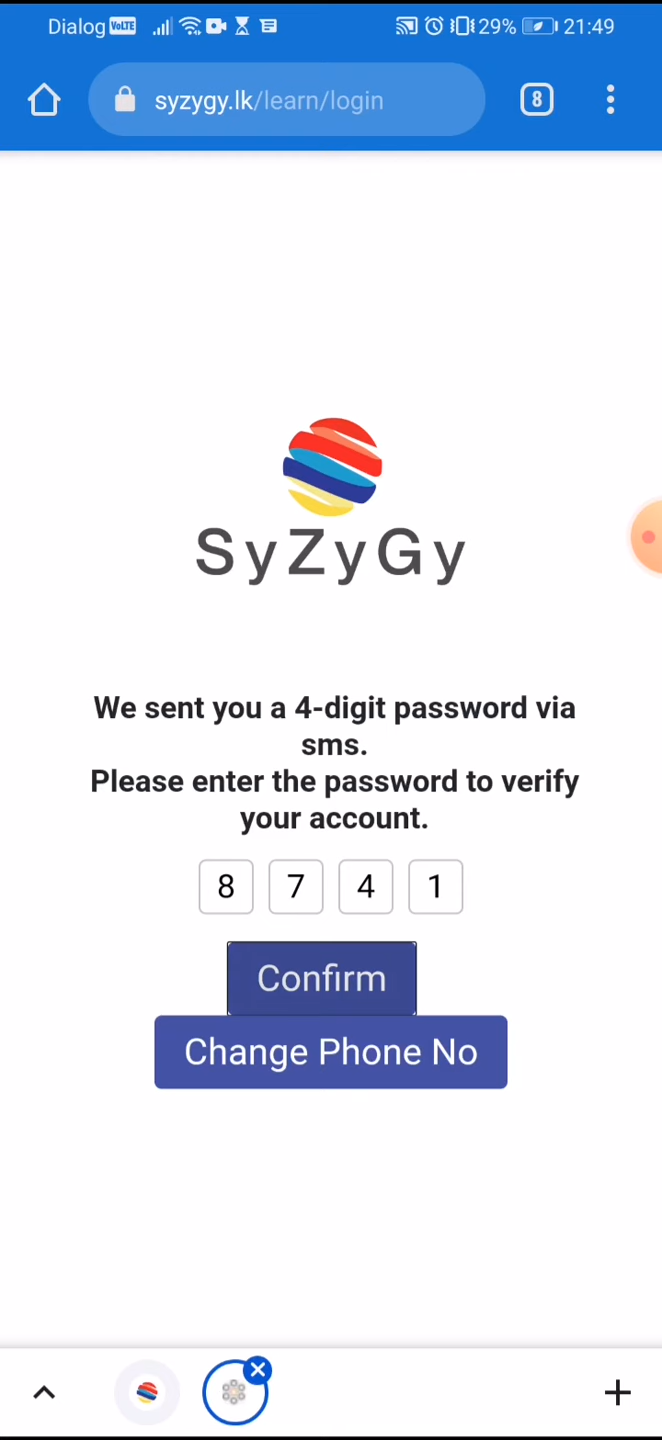 Dialog VoLTE 29% 21:49
syzygy.lk/learn/login 8
SyZyGy
We sent you a 4-digit password via
sms.
Please enter the password to verify
your account.
8 7 4 1
Confirm
Change Phone No